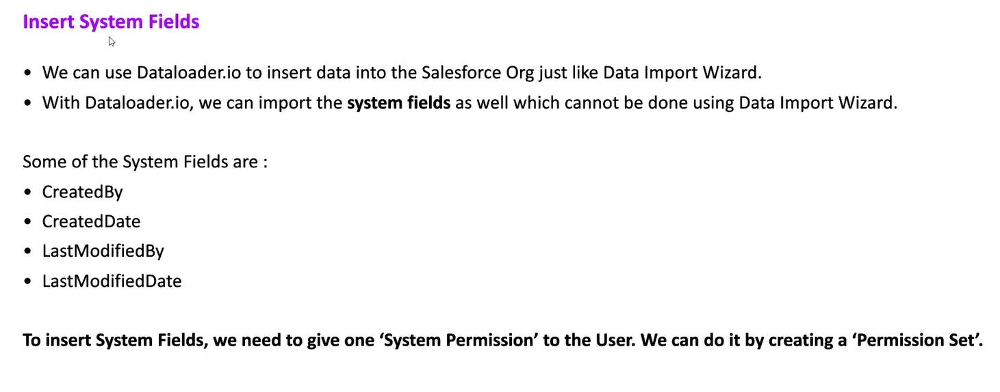 Insert System Fields
• We can use Dataloader.io to insert data into the Salesforce Org just like Data Import Wizard.
• With Dataloader.io, we can import the system fields as well which cannot be done using Data Import Wizard.
Some of the System Fields are :
• CreatedBy
• CreatedDate
• LastModifiedBy
• LastModifiedDate
To insert System Fields, we need to give one ‘System Permission’ to the User. We can do it by creating a ‘Permission Set’.